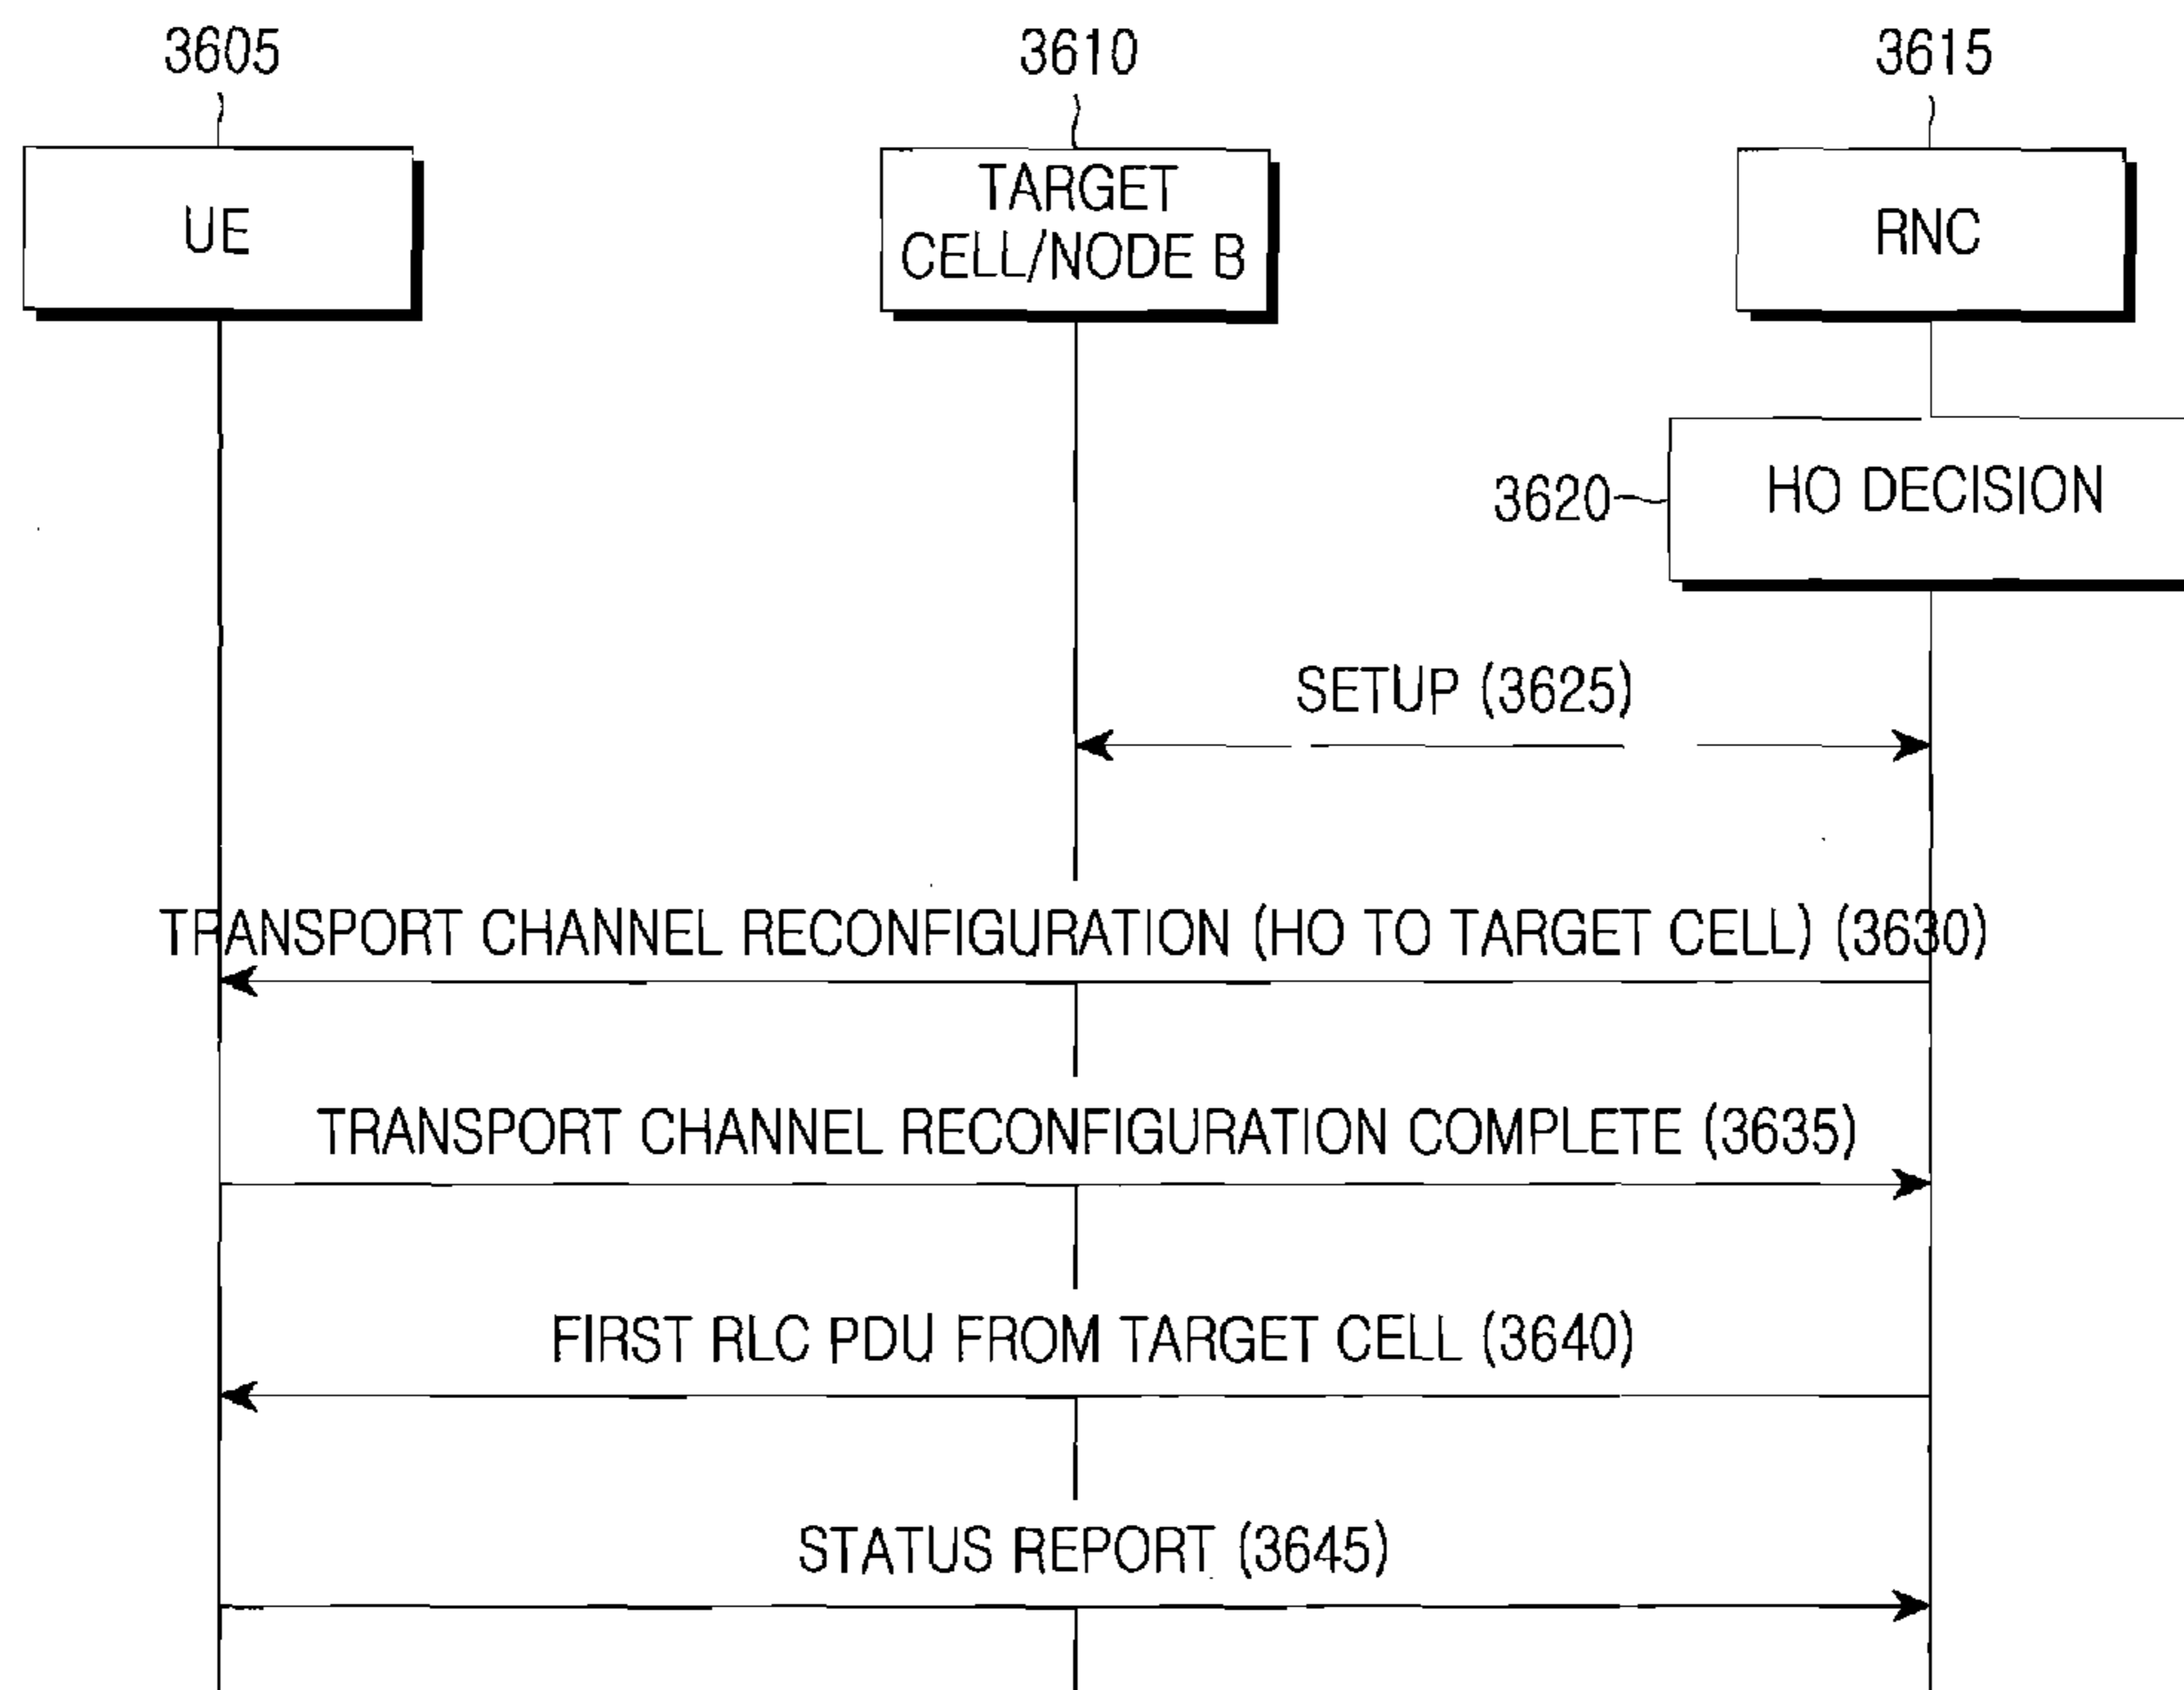 3605 3610 3615
UE
TARGET
CELL/NODE B
RNC
3620 HO DECISION
SETUP (3625)
TRANSPORT CHANNEL RECONFIGURATION (HO TO TARGET CELL) (3630)
TRANSPORT CHANNEL RECONFIGURATION COMPLETE (3635)
FIRST RLC PDU FROM TARGET CELL (3640)
STATUS REPORT (3645)